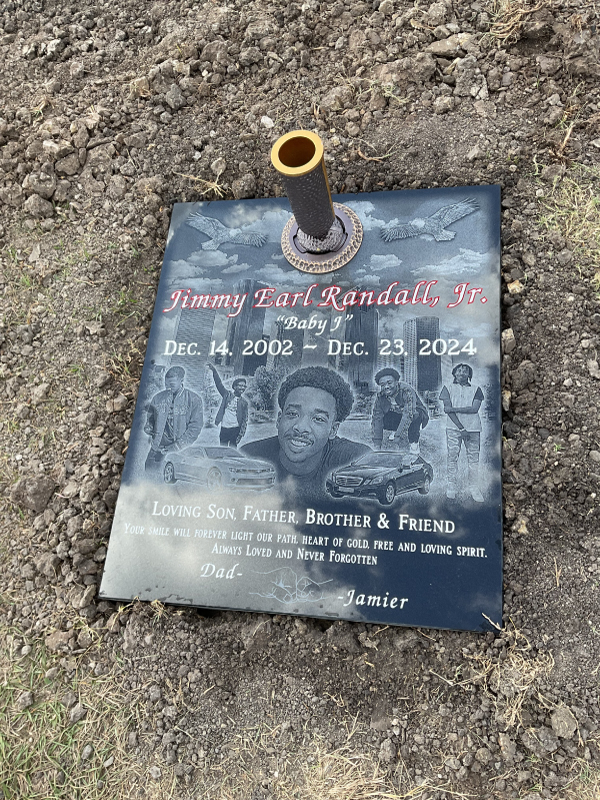 Jimmy Earl Randall, Jr.
"Baby J"
Dec. 14, 2002 ~ Dec. 23, 2024
Loving Son, Father, Brother & Friend
Your smile will forever light our path, heart of gold, free and loving spirit.
Always Loved and Never Forgotten
Dad-
-Jamier